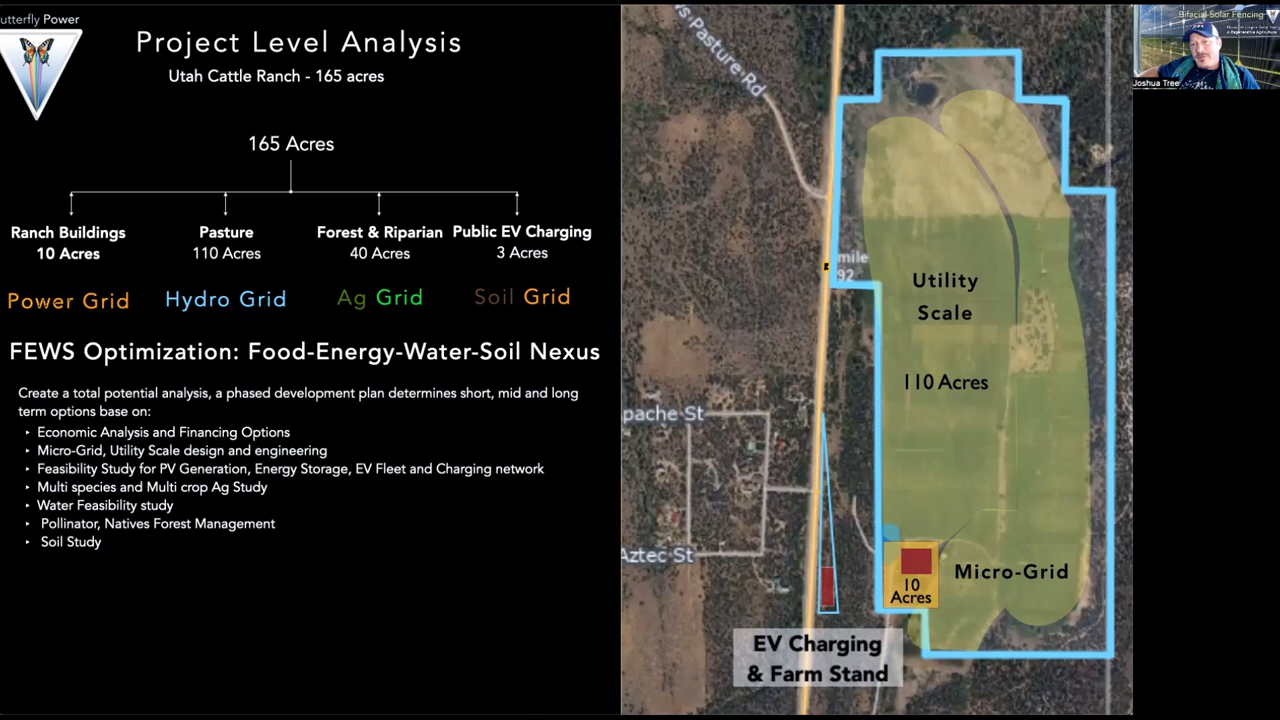 utterfly Power
Project Level Analysis
Utah Cattle Ranch - 165 acres
165 Acres
Ranch Buildings
10 Acres
Pasture
110 Acres
Forest & Riparian
40 Acres
Public EV Charging
3 Acres
Power Grid
Hydro Grid
Ag Grid
Soil Grid
FEWS Optimization: Food-Energy-Water-Soil Nexus
Create a total potential analysis, a phased development plan determines short, mid and long
term options base on:
‣ Economic Analysis and Financing Options
‣ Micro-Grid, Utility Scale design and engineering
‣ Feasibility Study for PV Generation, Energy Storage, EV Fleet and Charging network
‣ Multi species and Multi crop Ag Study
‣ Water Feasibility study
‣ Pollinator, Natives Forest Management
‣ Soil Study
s Pasture Rd
mile
92
Utility
Scale
110 Acres
pache St
Aztec St
10
Acres
Micro-Grid
EV Charging
& Farm Stand
Bifacial Solar Fencing
Joshua Tree